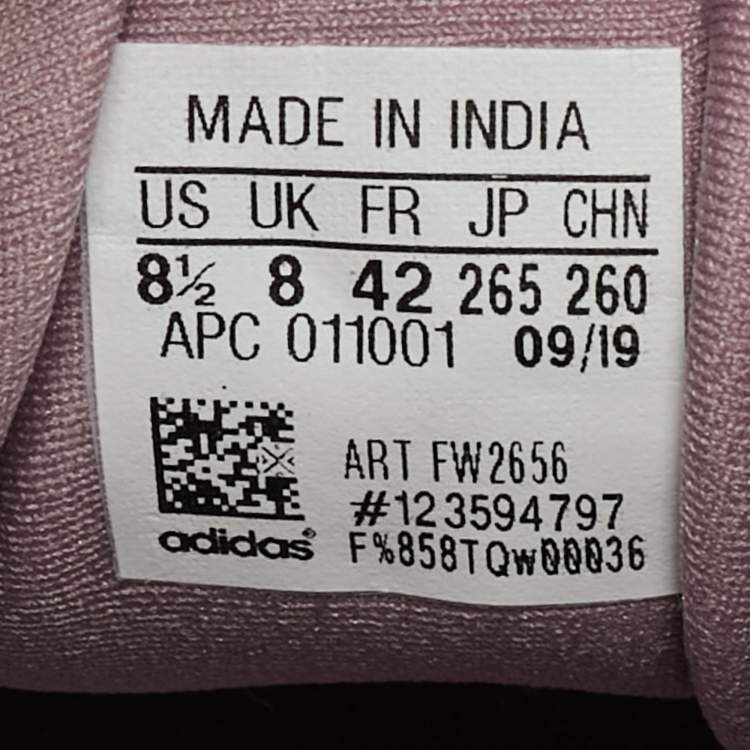 MADE IN INDIA
US UK FR JP CHN
8½ 8 42 265 260
APC 011001 09/19
ART FW2656
#123594797
adidas® F%858TQw00036